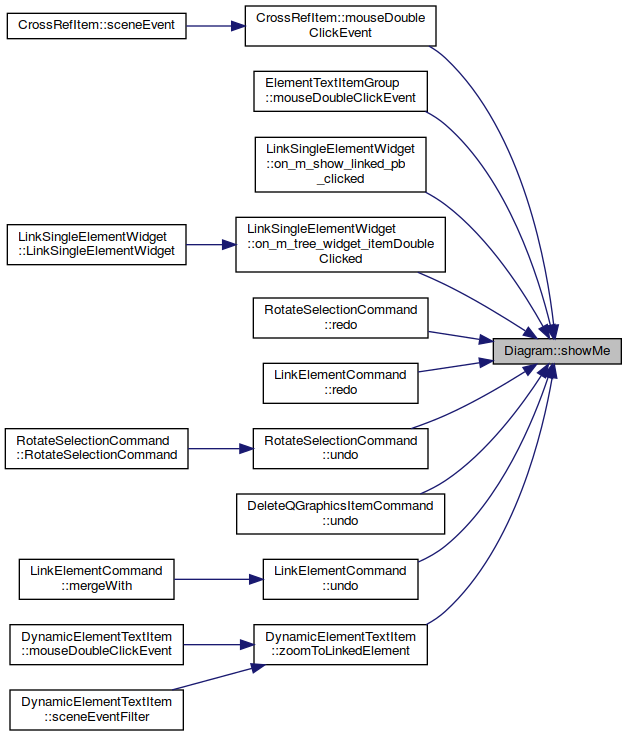 CrossRefItem::sceneEvent
CrossRefItem::mouseDouble
ClickEvent
ElementTextItemGroup
::mouseDoubleClickEvent
LinkSingleElementWidget
::on_m_show_linked_pb
_clicked
LinkSingleElementWidget
::LinkSingleElementWidget
LinkSingleElementWidget
::on_m_tree_widget_itemDouble
Clicked
RotateSelectionCommand
::redo
Diagram::showMe
LinkElementCommand
::redo
RotateSelectionCommand
::RotateSelectionCommand
RotateSelectionCommand
::undo
DeleteQGraphicsItemCommand
::undo
LinkElementCommand
::mergeWith
LinkElementCommand
::undo
DynamicElementTextItem
::mouseDoubleClickEvent
DynamicElementTextItem
::zoomToLinkedElement
DynamicElementTextItem
::sceneEventFilter